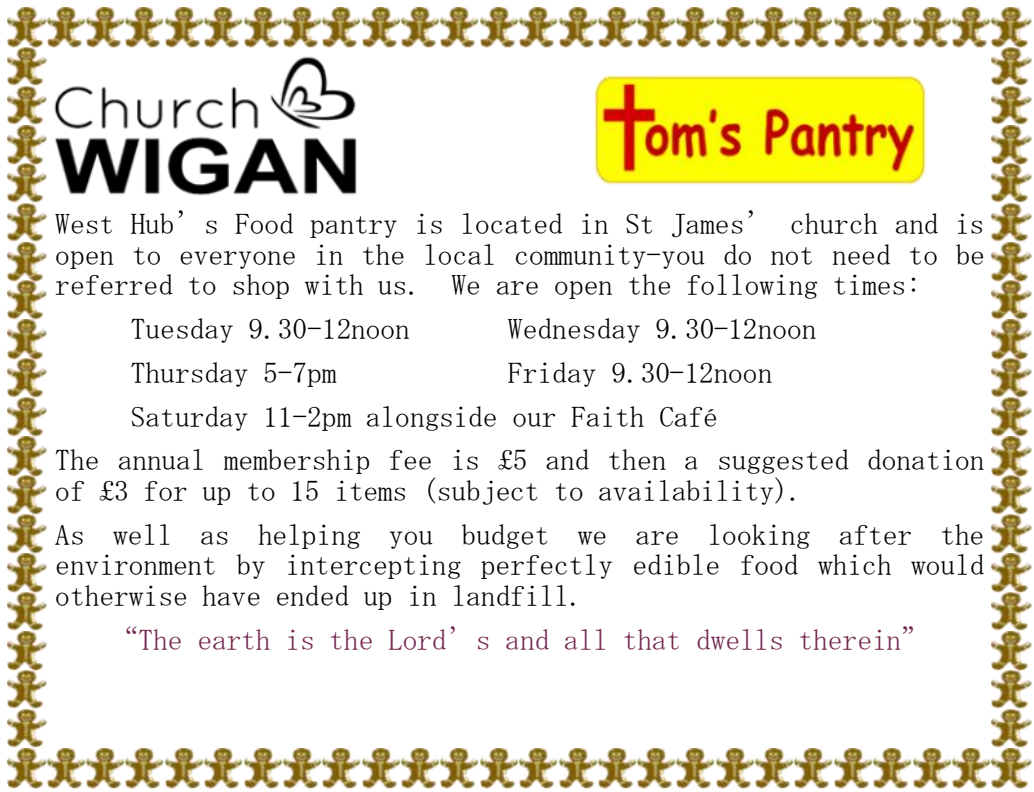 Church
WIGAN
Tom's Pantry
West Hub’s Food pantry is located in St James’ church and is
open to everyone in the local community-you do not need to be
referred to shop with us. We are open the following times:
Tuesday 9.30-12noon Wednesday 9.30-12noon
Thursday 5-7pm Friday 9.30-12noon
Saturday 11-2pm alongside our Faith Café
The annual membership fee is £5 and then a suggested donation
of £3 for up to 15 items (subject to availability).
As well as helping you budget we are looking after the
environment by intercepting perfectly edible food which would
otherwise have ended up in landfill.
“The earth is the Lord’s and all that dwells therein”